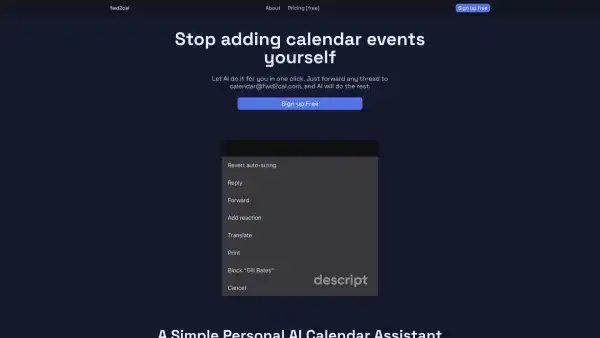 fwd2cal
About
Pricing (free)
Sign up free
Stop adding calendar events
yourself
Let AI do it for you in one click. Just forward any thread to
calendar@fwd2cal.com, and AI will do the rest.
Sign up Free
Revert auto-sizing
Reply
Forward
Add reaction
Translate
Print
Block "Gill Bates"
Cancel
descript
A Simple Personal AI Calendar Assistant